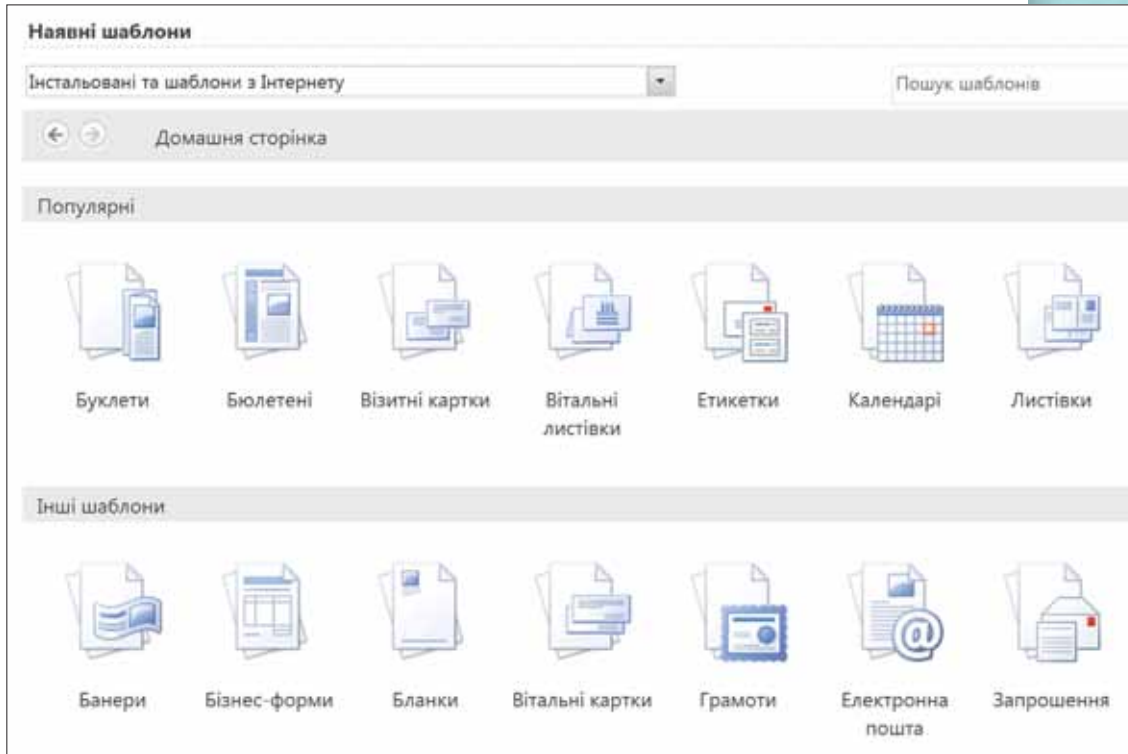 Наявні шаблони
Інстальовані та шаблони з Інтернету
Пошук шаблонів
Домашня сторінка
Популярні
Буклети
Бюлетені
Візитні картки
Вітальні
листівки
Етикетки
Календарі
Листівки
Інші шаблони
Банери
Бізнес-форми
Бланки
Вітальні картки
Грамоти
Електронна
пошта
Запрошення